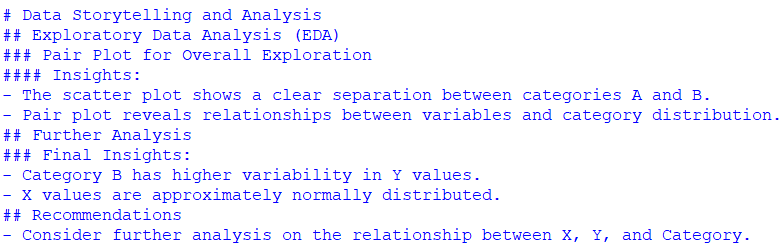 # Data Storytelling and Analysis
## Exploratory Data Analysis (EDA)
### Pair Plot for Overall Exploration
#### Insights:
- The scatter plot shows a clear separation between categories A and B.
- Pair plot reveals relationships between variables and category distribution.
## Further Analysis
### Final Insights:
- Category B has higher variability in Y values.
- X values are approximately normally distributed.
## Recommendations
- Consider further analysis on the relationship between X, Y, and Category.